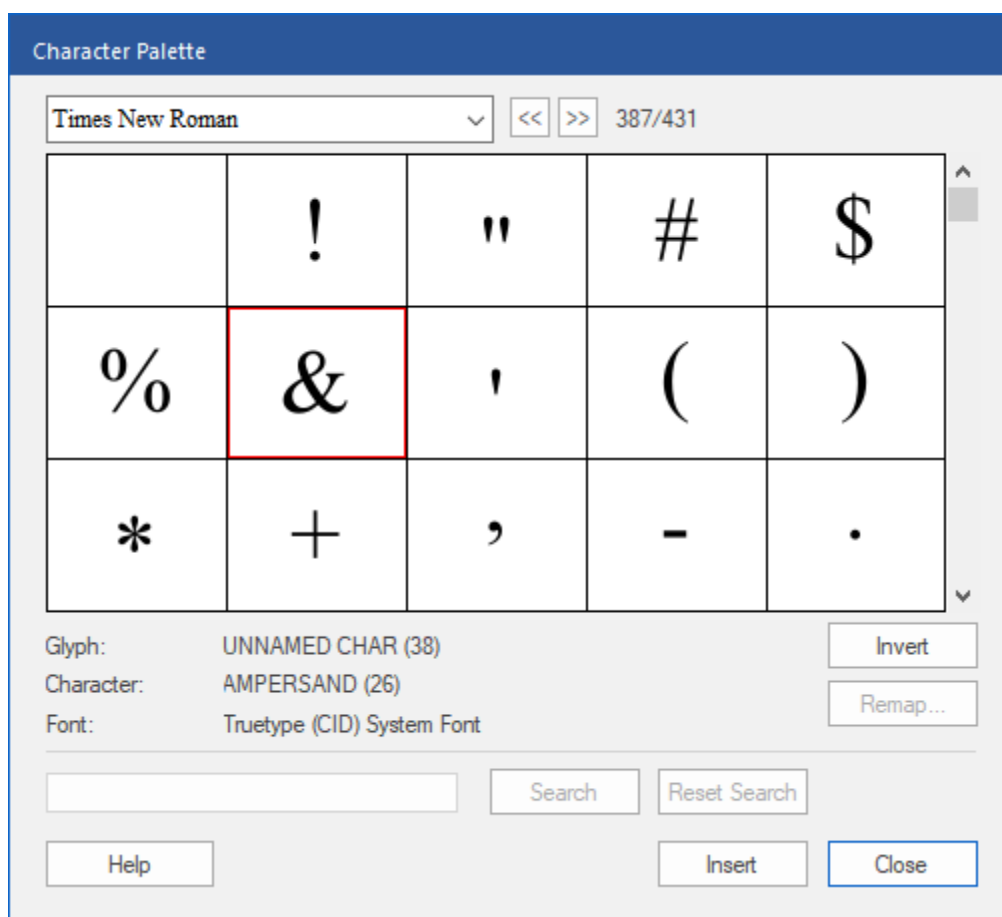 Character Palette
Times New Roman << >> 387/431
! " # $
% & ' ( )
* + , - .
Glyph: UNNAMED CHAR (38) Invert
Character: AMPERSAND (26)
Remap...
Font: Truetype (CID) System Font
Search Reset Search
Help Insert Close